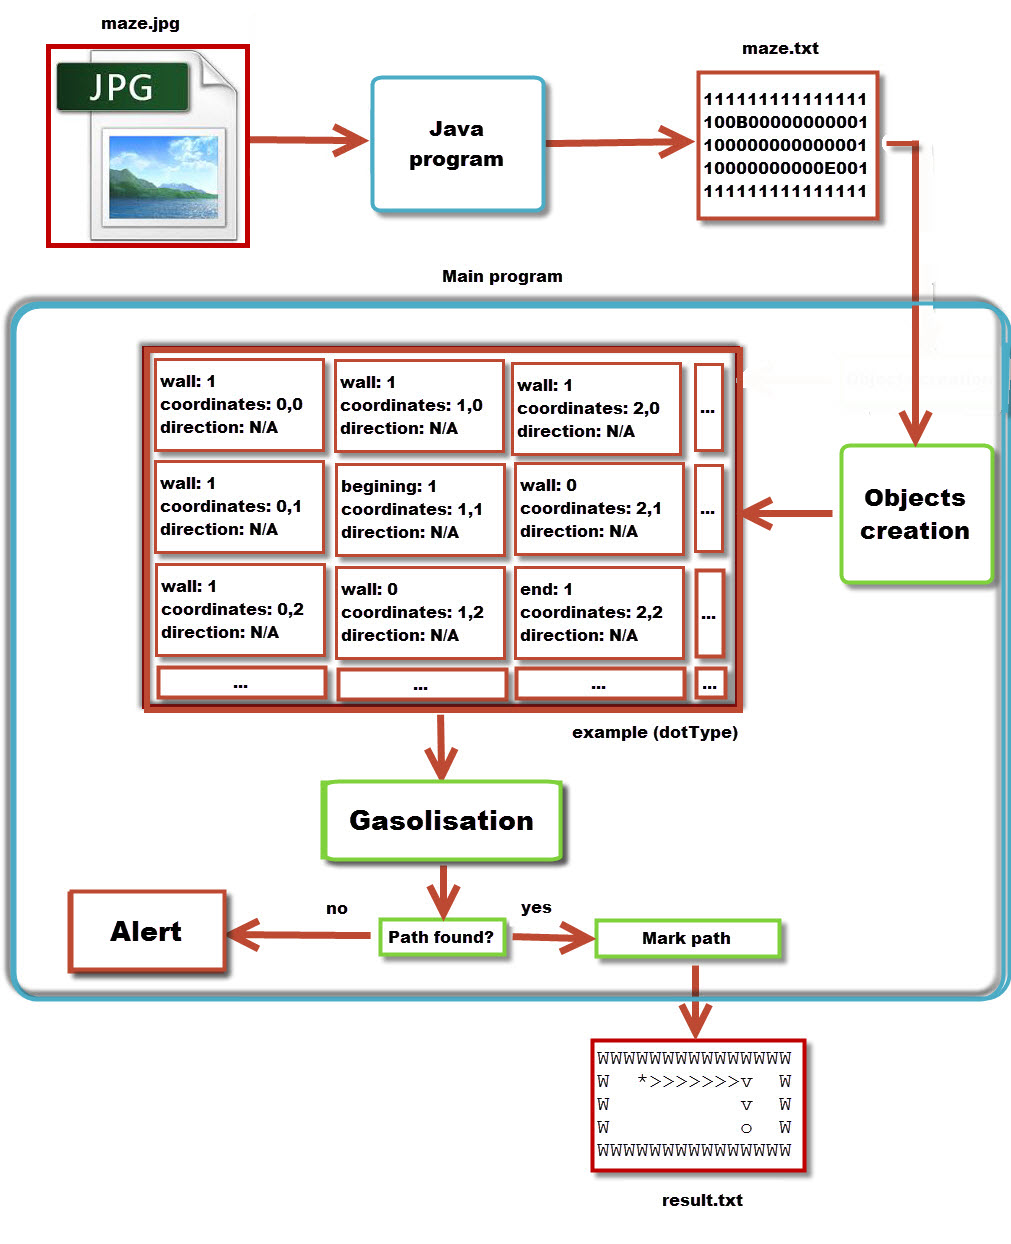 maze.jpg
JPG
Java
program
maze.txt
111111111111111
100B00000000001
100000000000001
10000000000E001
111111111111111
Main program
wall: 1
coordinates: 0,0
direction: N/A
wall: 1
coordinates: 1,0
direction: N/A
wall: 1
coordinates: 2,0
direction: N/A
...
wall: 1
coordinates: 0,1
direction: N/A
begining: 1
coordinates: 1,1
direction: N/A
wall: 0
coordinates: 2,1
direction: N/A
...
wall: 1
coordinates: 0,2
direction: N/A
wall: 0
coordinates: 1,2
direction: N/A
end: 1
coordinates: 2,2
direction: N/A
...
...
...
...
...
example (dotType)
Objects
creation
Gasolisation
Path found?
no
yes
Alert
Mark path
WWWWWWWWWWWWWWW
W  *>>>>>>>v  W
W          v  W
W          o  W
WWWWWWWWWWWWWWW
result.txt